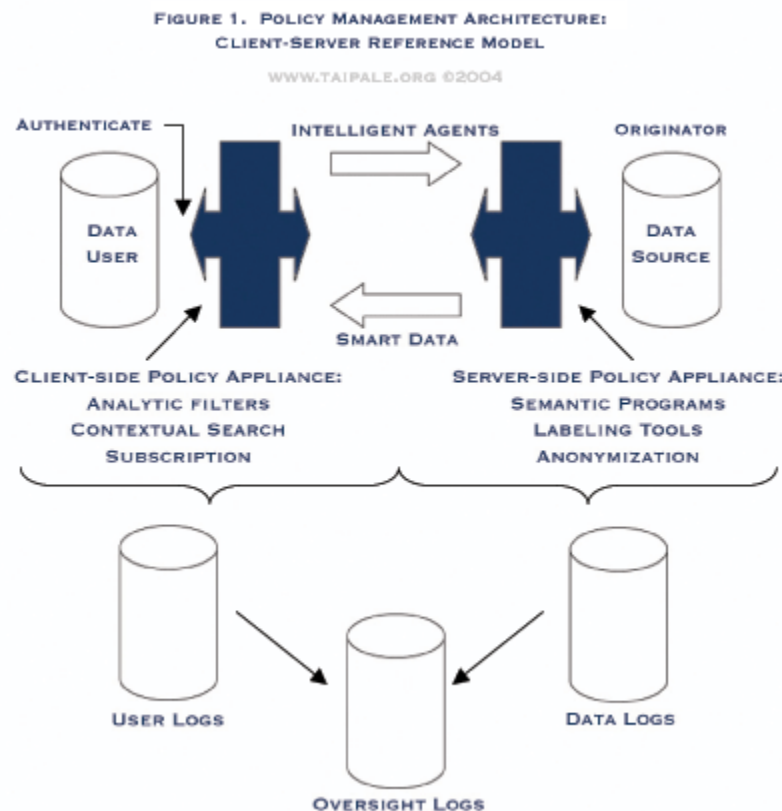 FIGURE 1. POLICY MANAGEMENT ARCHITECTURE:
CLIENT-SERVER REFERENCE MODEL
WWW.TAIPALE.ORG ©2004
AUTHENTICATE
INTELLIGENT AGENTS
ORIGINATOR
DATA
USER
DATA
SOURCE
SMART DATA
CLIENT-SIDE POLICY APPLIANCE:
ANALYTIC FILTERS
CONTEXTUAL SEARCH
SUBSCRIPTION
SERVER-SIDE POLICY APPLIANCE:
SEMANTIC PROGRAMS
LABELING TOOLS
ANONYMIZATION
USER LOGS
DATA LOGS
OVERSIGHT LOGS